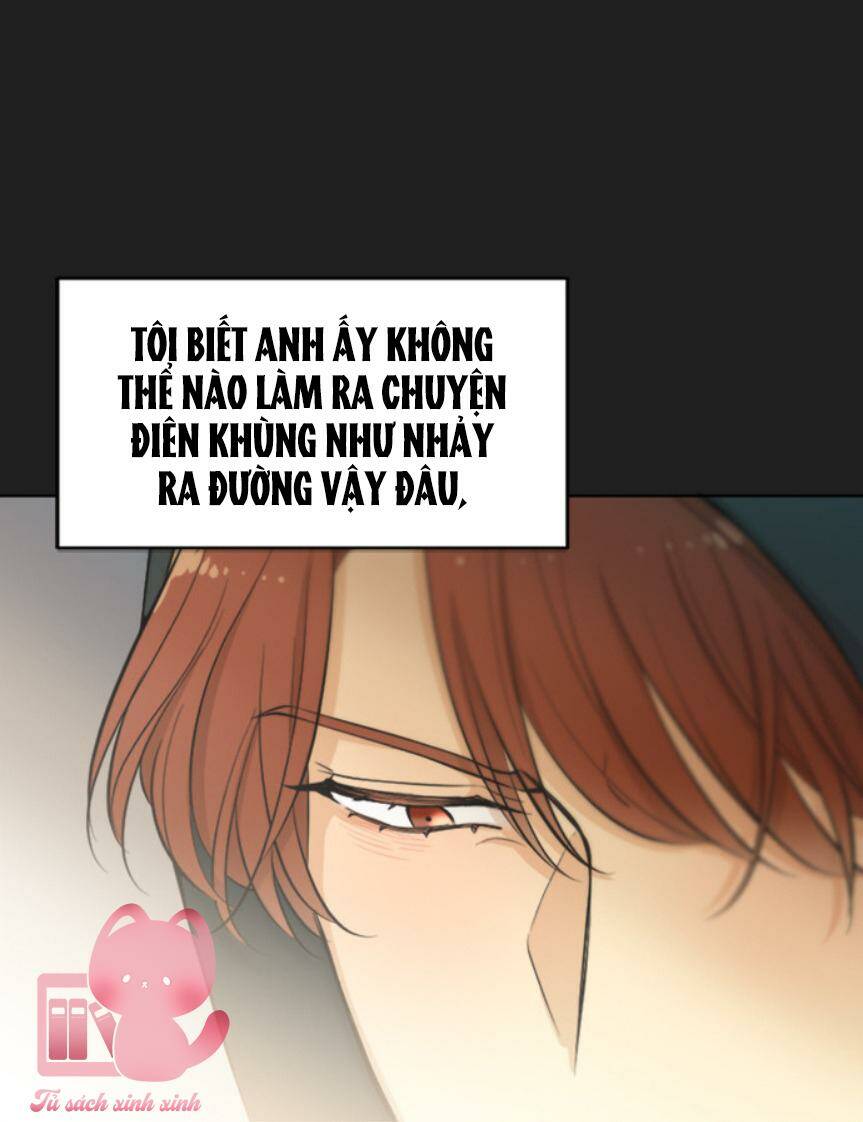 TÔI BIẾT ANH ẤY KHÔNG
THỂ NÀO LÀM RA CHUYỆN
ĐIÊN KHÙNG NHƯ NHẢY
RA ĐƯỜNG VẬY ĐÂU,
Tủ sách xinh xinh